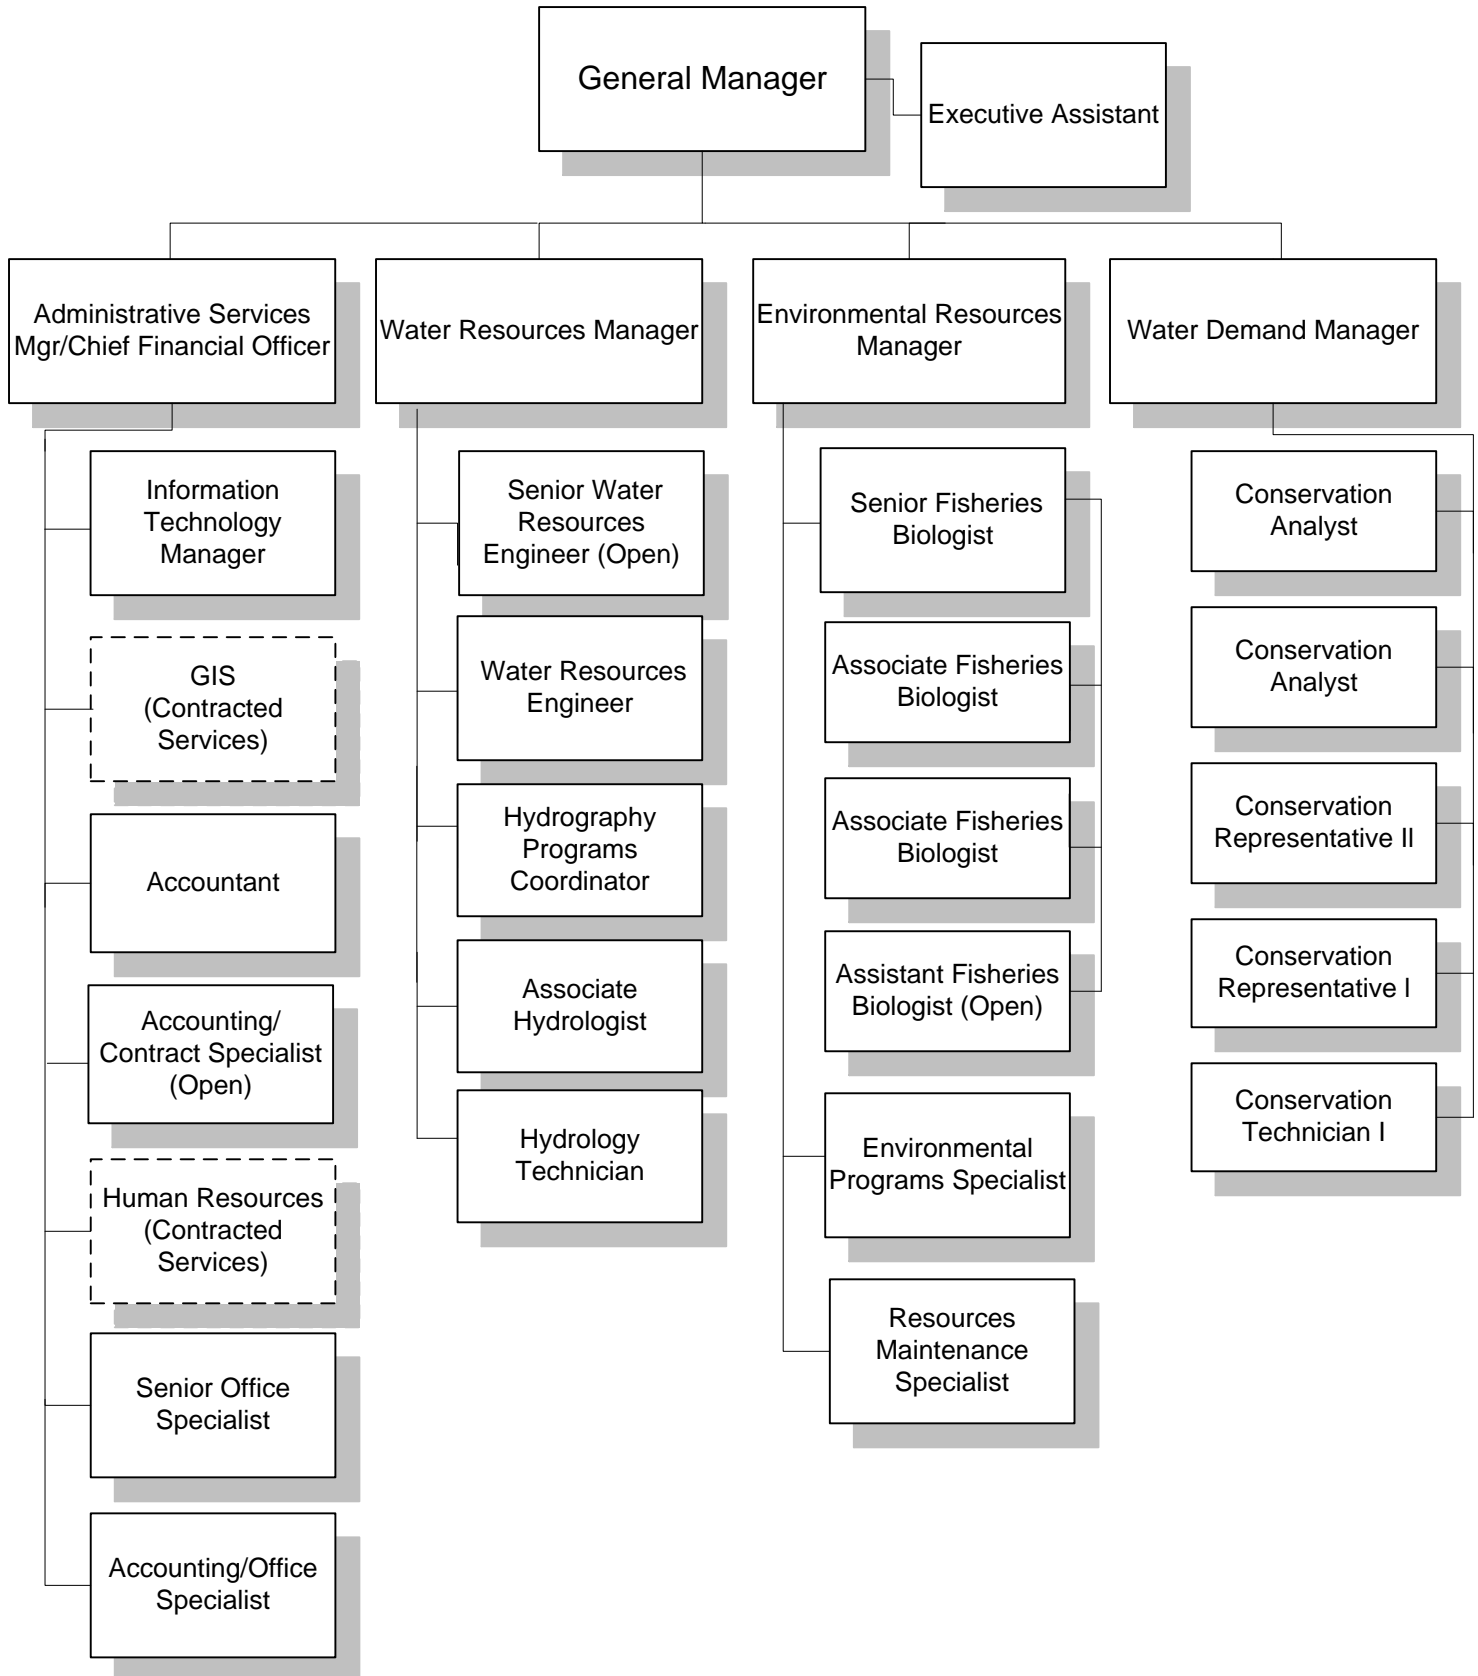 General Manager
Executive Assistant
Administrative Services
Mgr/Chief Financial Officer
Water Resources Manager
Environmental Resources
Manager
Water Demand Manager
Information
Technology
Manager
GIS
(Contracted
Services)
Accountant
Accounting/
Contract Specialist
(Open)
Human Resources
(Contracted
Services)
Senior Office
Specialist
Accounting/Office
Specialist
Senior Water
Resources
Engineer (Open)
Water Resources
Engineer
Hydrography
Programs
Coordinator
Associate
Hydrologist
Hydrology
Technician
Senior Fisheries
Biologist
Associate Fisheries
Biologist
Associate Fisheries
Biologist
Assistant Fisheries
Biologist (Open)
Environmental
Programs Specialist
Resources
Maintenance
Specialist
Conservation
Analyst
Conservation
Analyst
Conservation
Representative II
Conservation
Representative I
Conservation
Technician I